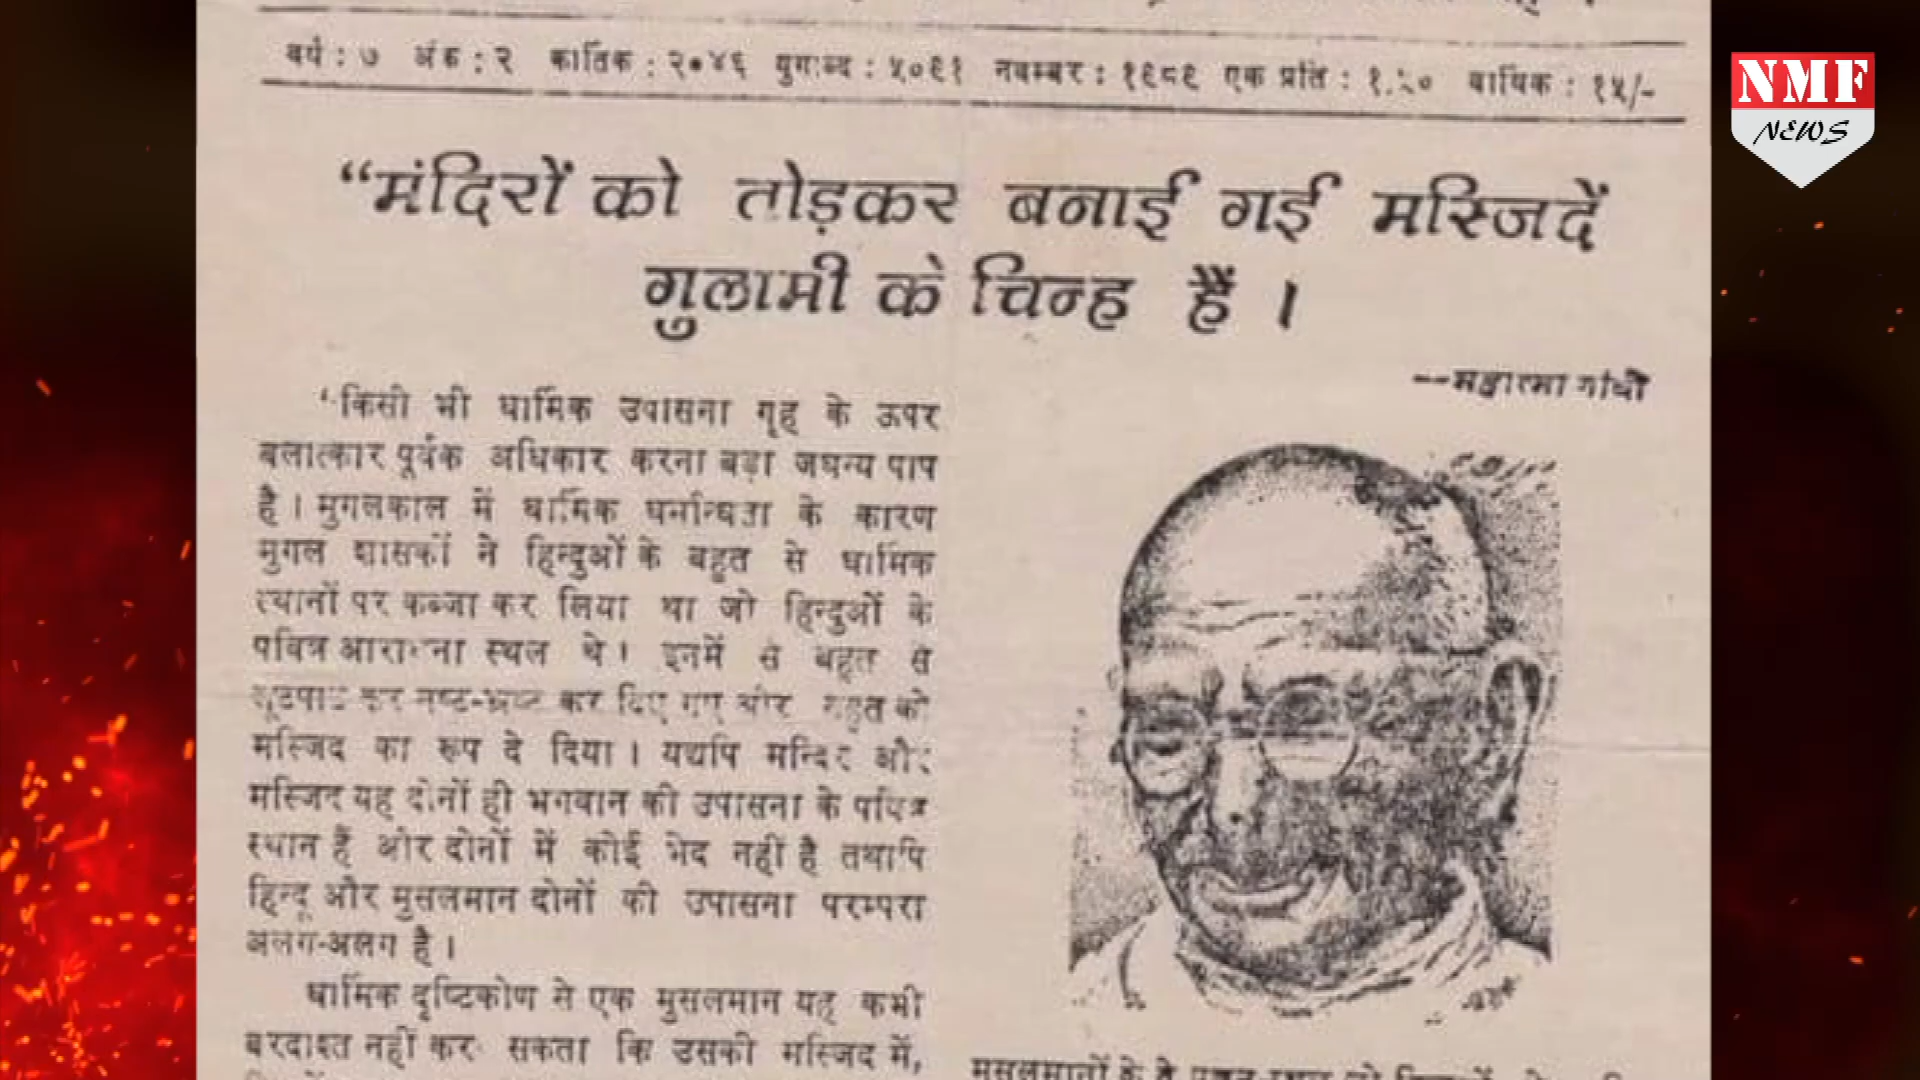 वर्ष : ७ अंक : २ कार्तिक : २०४६ युगाब्द : ५०९१ नवम्बर : १९८९ एक प्रति : १.५० वार्षिक : १५/-
NMF
NEWS
“मंदिरों को तोड़कर बनाई गई मस्जिदें
गुलामी के चिन्ह हैं ।
--महात्मा गांधी
'किसी भी धार्मिक उपासना गृह के ऊपर
बलात्कार पूर्वक अधिकार करना बड़ा जघन्य पाप
है । मुगलकाल में धार्मिक धर्मान्धता के कारण
मुगल शासकों ने हिन्दुओं के बहुत से धार्मिक
स्थानों पर कब्जा कर लिया था जो हिन्दुओं के
पवित्र आराधना स्थल थे । इनमें से बहुत से
लूटपाट कर नष्ट-भ्रष्ट कर दिए गए और बहुत को
मस्जिद का रूप दे दिया । यद्यपि मन्दिर और
मस्जिद यह दोनों ही भगवान की उपासना के पवित्र
स्थान हैं और दोनों में कोई भेद नहीं है तथापि
हिन्दू और मुसलमान दोनों की उपासना परम्परा
अलग-अलग है ।
धार्मिक दृष्टिकोण से एक मुसलमान यह कभी
बरदाश्त नहीं कर सकता कि उसकी मस्जिद में,
मुसलमानों के वे